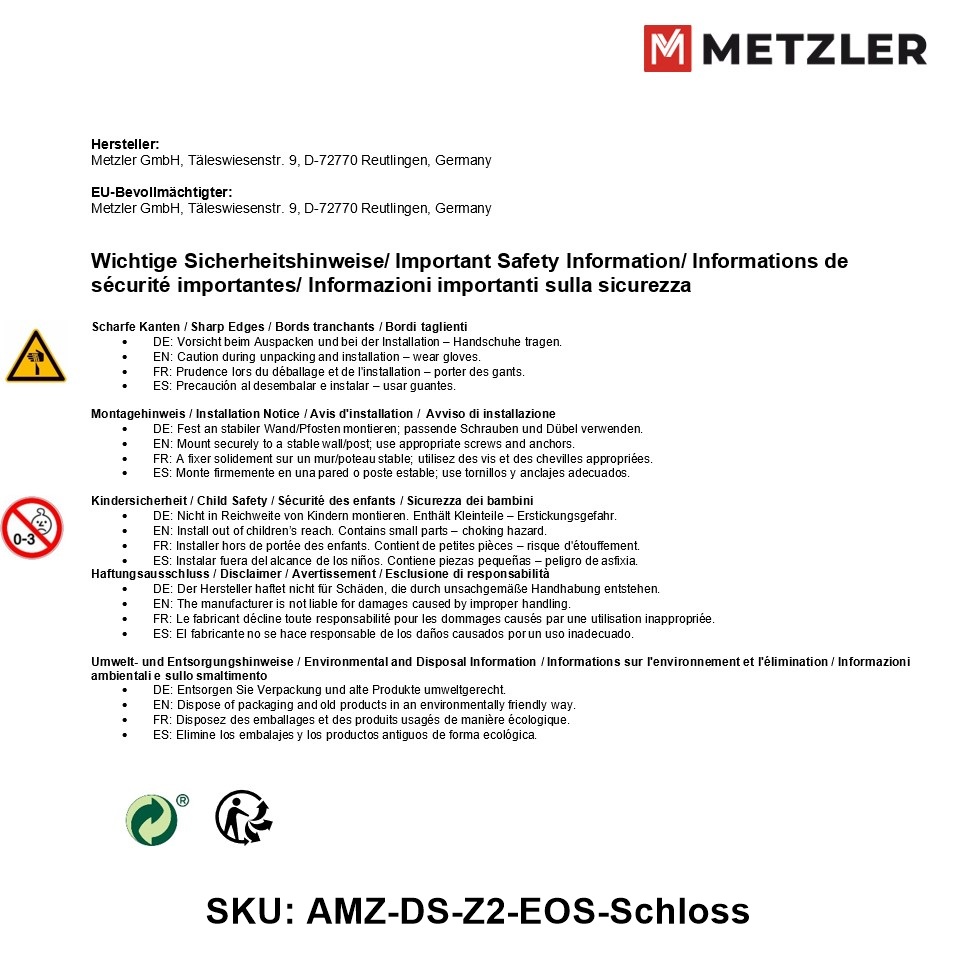 METZLER
Hersteller:
Metzler GmbH, Täleswiesenstr. 9, D-72770 Reutlingen, Germany
EU-Bevollmächtigter:
Metzler GmbH, Täleswiesenstr. 9, D-72770 Reutlingen, Germany
Wichtige Sicherheitshinweise/ Important Safety Information/ Informations de
sécurité importantes/ Informazioni importanti sulla sicurezza
Scharfe Kanten / Sharp Edges / Bords tranchants / Bordi taglienti
• DE: Vorsicht beim Auspacken und bei der Installation – Handschuhe tragen.
• EN: Caution during unpacking and installation – wear gloves.
• FR: Prudence lors du déballage et de l'installation – porter des gants.
• ES: Precaución al desembalar e instalar – usar guantes.
Montagehinweis / Installation Notice / Avis d'installation / Avviso di installazione
• DE: Fest an stabiler Wand/Pfosten montieren; passende Schrauben und Dübel verwenden.
• EN: Mount securely to a stable wall/post; use appropriate screws and anchors.
• FR: A fixer solidement sur un mur/poteau stable; utilisez des vis et des chevilles appropriées.
• ES: Monte firmemente en una pared o poste estable; use tornillos y anclajes adecuados.
Kindersicherheit / Child Safety / Sécurité des enfants / Sicurezza dei bambini
0-3
• DE: Nicht in Reichweite von Kindern montieren. Enthält Kleinteile – Erstickungsgefahr.
• EN: Install out of children's reach. Contains small parts – choking hazard.
• FR: Installer hors de portée des enfants. Contient de petites pièces – risque d'étouffement.
• ES: Instalar fuera del alcance de los niños. Contiene piezas pequeñas – peligro de asfixia.
Haftungsausschluss / Disclaimer / Avertissement / Esclusione di responsabilità
• DE: Der Hersteller haftet nicht für Schäden, die durch unsachgemäße Handhabung entstehen.
• EN: The manufacturer is not liable for damages caused by improper handling.
• FR: Le fabricant décline toute responsabilité pour les dommages causés par une utilisation inappropriée.
• ES: El fabricante no se hace responsable de los daños causados por un uso inadecuado.
Umwelt- und Entsorgungshinweise / Environmental and Disposal Information / Informations sur l'environnement et l'élimination / Informazioni
ambientali e sullo smaltimento
• DE: Entsorgen Sie Verpackung und alte Produkte umweltgerecht.
• EN: Dispose of packaging and old products in an environmentally friendly way.
• FR: Disposez des emballages et des produits usagés de manière écologique.
• ES: Elimine los embalajes y los productos antiguos de forma ecológica.
®
SKU: AMZ-DS-Z2-EOS-Schloss